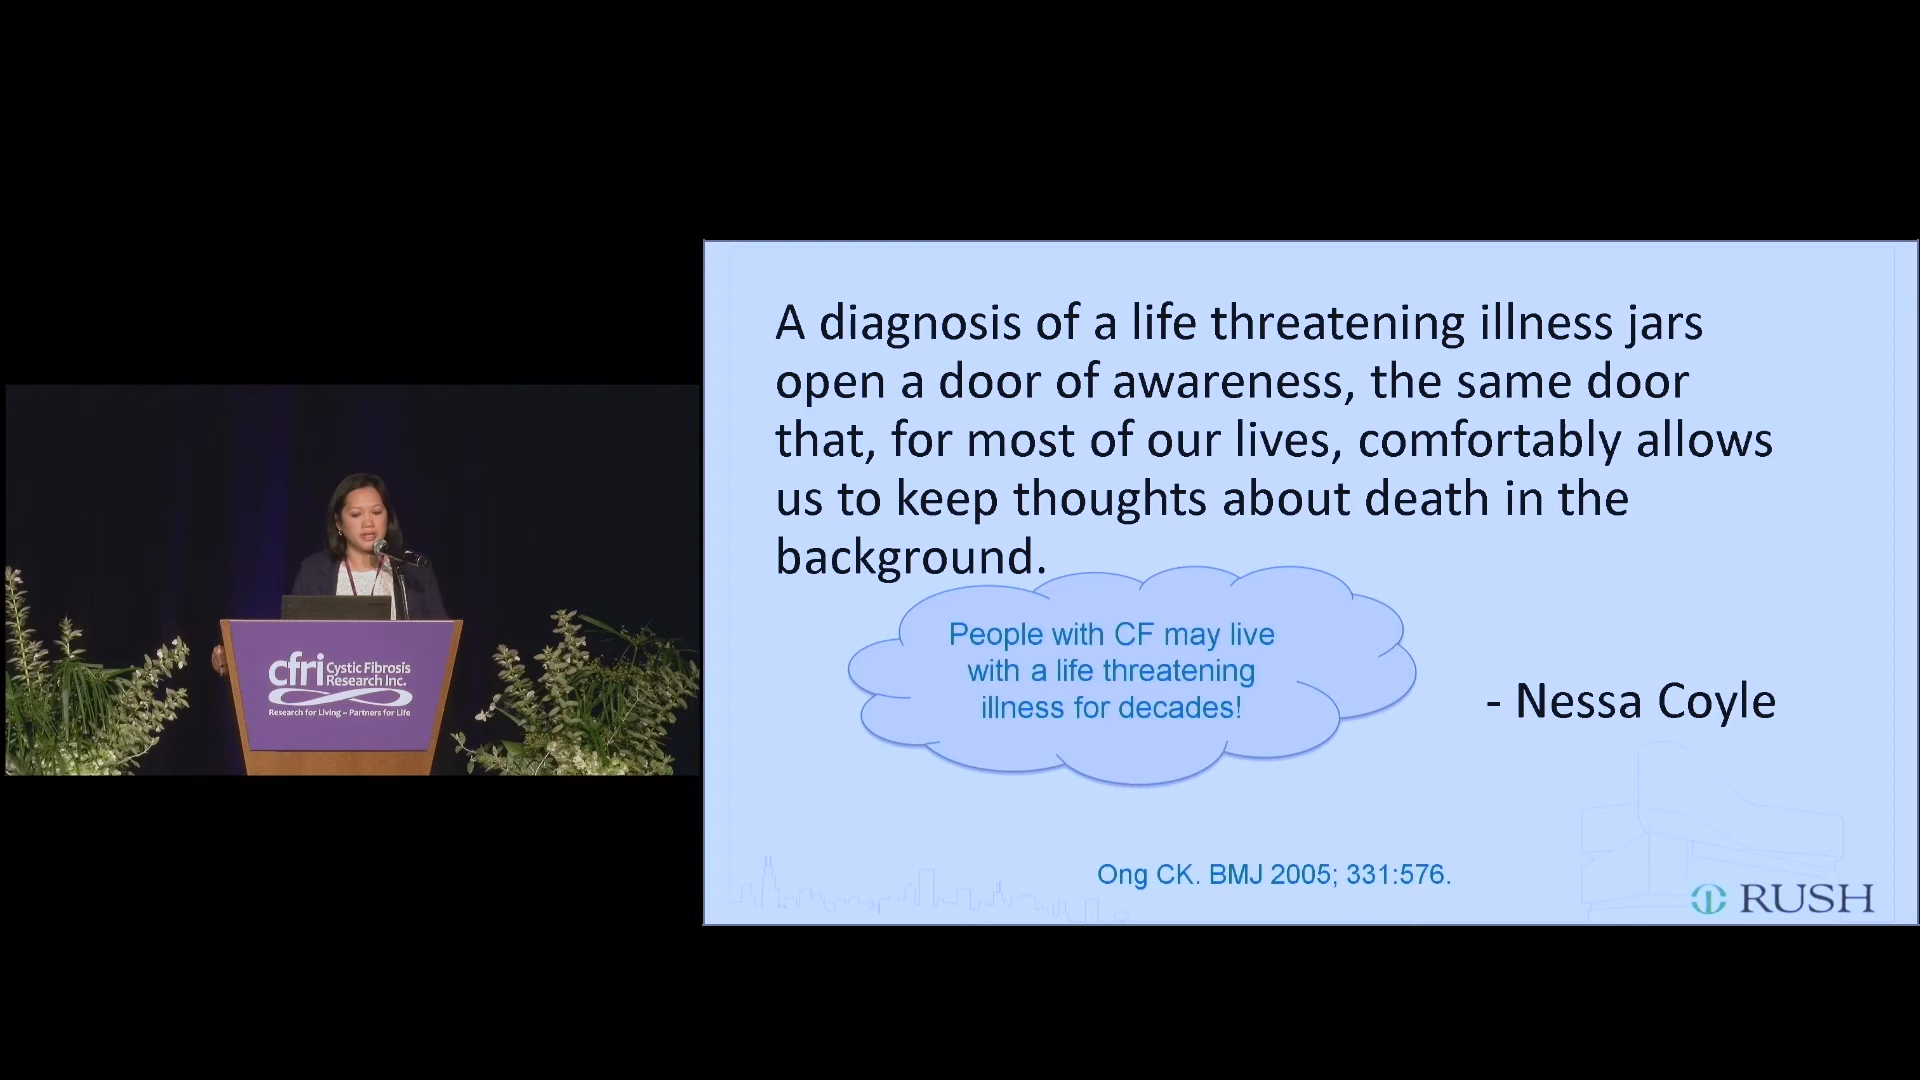 A diagnosis of a life threatening illness jars
open a door of awareness, the same door
that, for most of our lives, comfortably allows
us to keep thoughts about death in the
background.
People with CF may live
with a life threatening
illness for decades!
- Nessa Coyle
Ong CK. BMJ 2005; 331:576.
RUSH
cfri Cystic Fibrosis
Research Inc.
Research for Living – Partners for Life